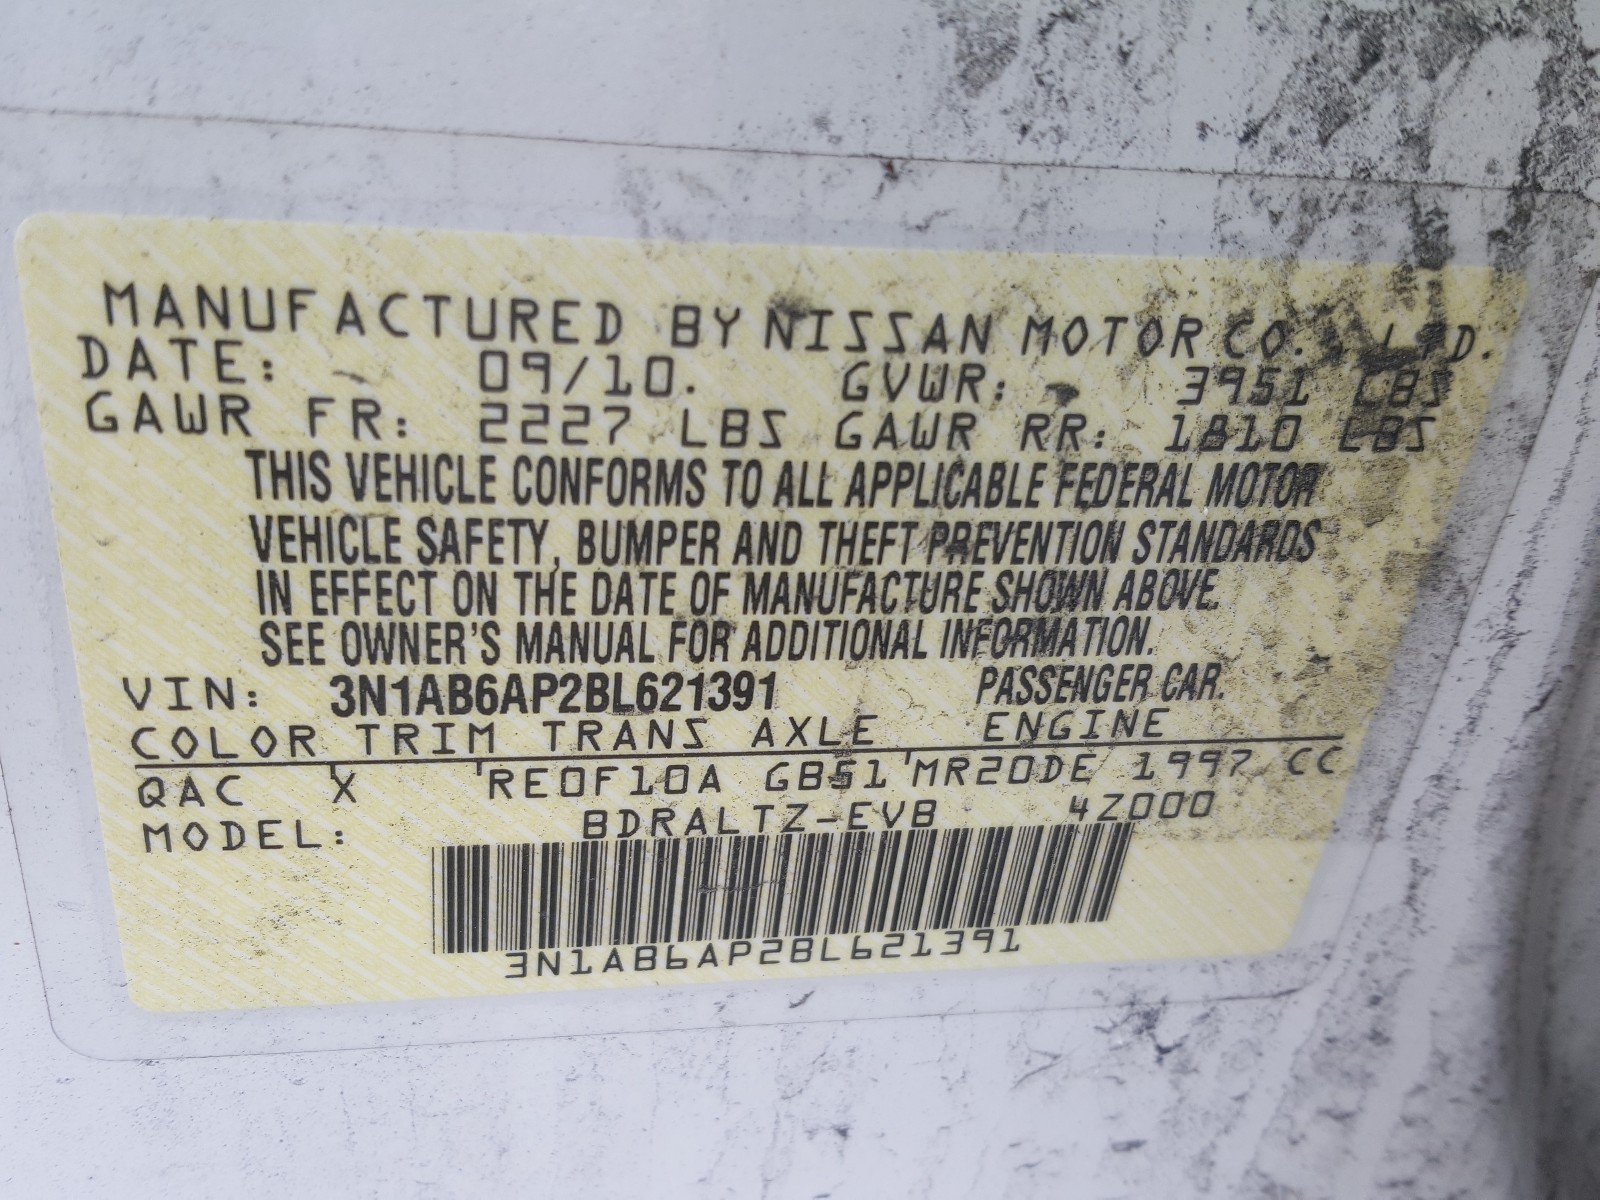 MANUFACTURED BY NISSAN MOTOR CO., LTD.
DATE: 09/10. GVWR: 3951 LBS
GAWR FR: 2227 LBS GAWR RR: 1810 LBS
THIS VEHICLE CONFORMS TO ALL APPLICABLE FEDERAL MOTOR
VEHICLE SAFETY, BUMPER AND THEFT PREVENTION STANDARDS
IN EFFECT ON THE DATE OF MANUFACTURE SHOWN ABOVE.
SEE OWNER'S MANUAL FOR ADDITIONAL INFORMATION.
VIN: 3N1AB6AP2BL621391 PASSENGER CAR.
COLOR TRIM TRANS AXLE ENGINE
QAC X RE0F10A GB51 MR20DE 1997 CC
MODEL: BDRALTZ-EVB 4Z000
3N1AB6AP2BL621391